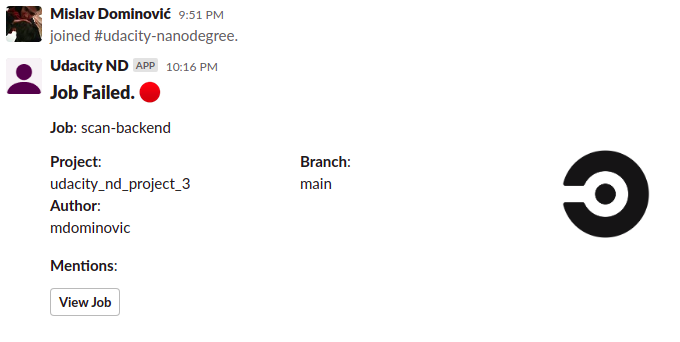 Mislav Dominović 9:51 PM
joined #udacity-nanodegree.
Udacity ND APP 10:16 PM
Job Failed.
Job: scan-backend
Project: Branch:
udacity_nd_project_3 main
Author:
mdominovic
Mentions:
View Job